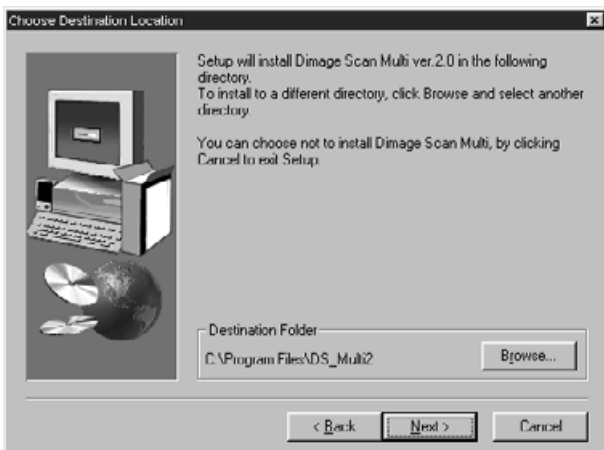 Choose Destination Location
Setup will install Dimage Scan Multi ver.2.0 in the following
directory.
To install to a different directory, click Browse and select another
directory.
You can choose not to install Dimage Scan Multi, by clicking
Cancel to exit Setup.
Destination Folder
C:\Program Files\DS_Multi2
Browse...
< Back
Next >
Cancel